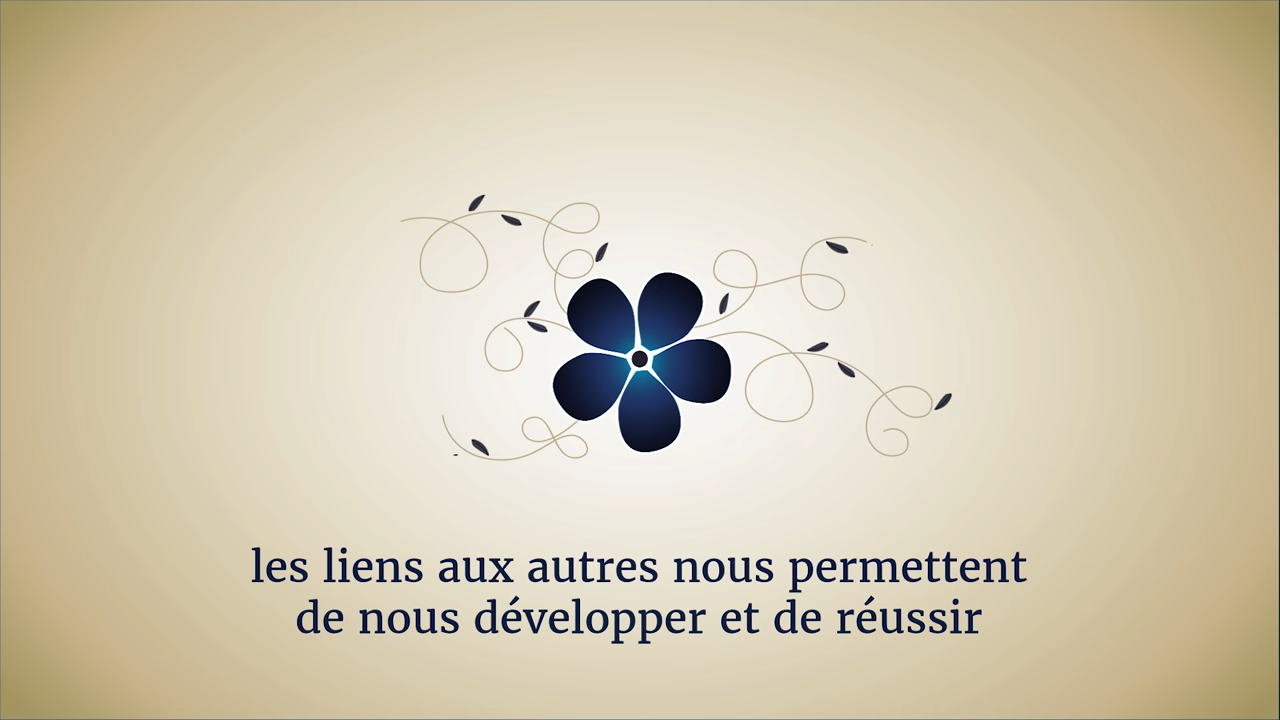 les liens aux autres nous permettent
de nous développer et de réussir